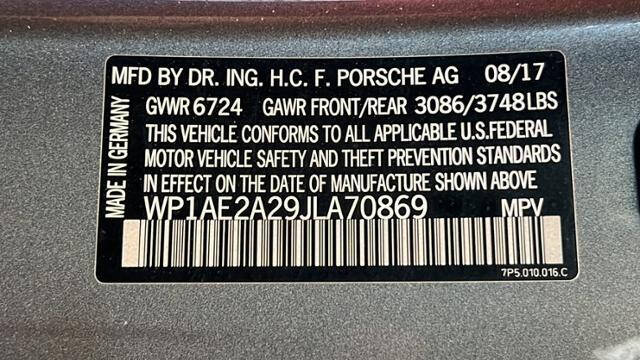 MFD BY DR. ING. H.C. F. PORSCHE AG 08/17
GVWR 6724 GAWR FRONT/REAR 3086/3748LBS
THIS VEHICLE CONFORMS TO ALL APPLICABLE U.S.FEDERAL
MOTOR VEHICLE SAFETY AND THEFT PREVENTION STANDARDS
IN EFFECT ON THE DATE OF MANUFACTURE SHOWN ABOVE
WP1AE2A29JLA70869 MPV
7P5.010.016.C
MADE IN GERMANY